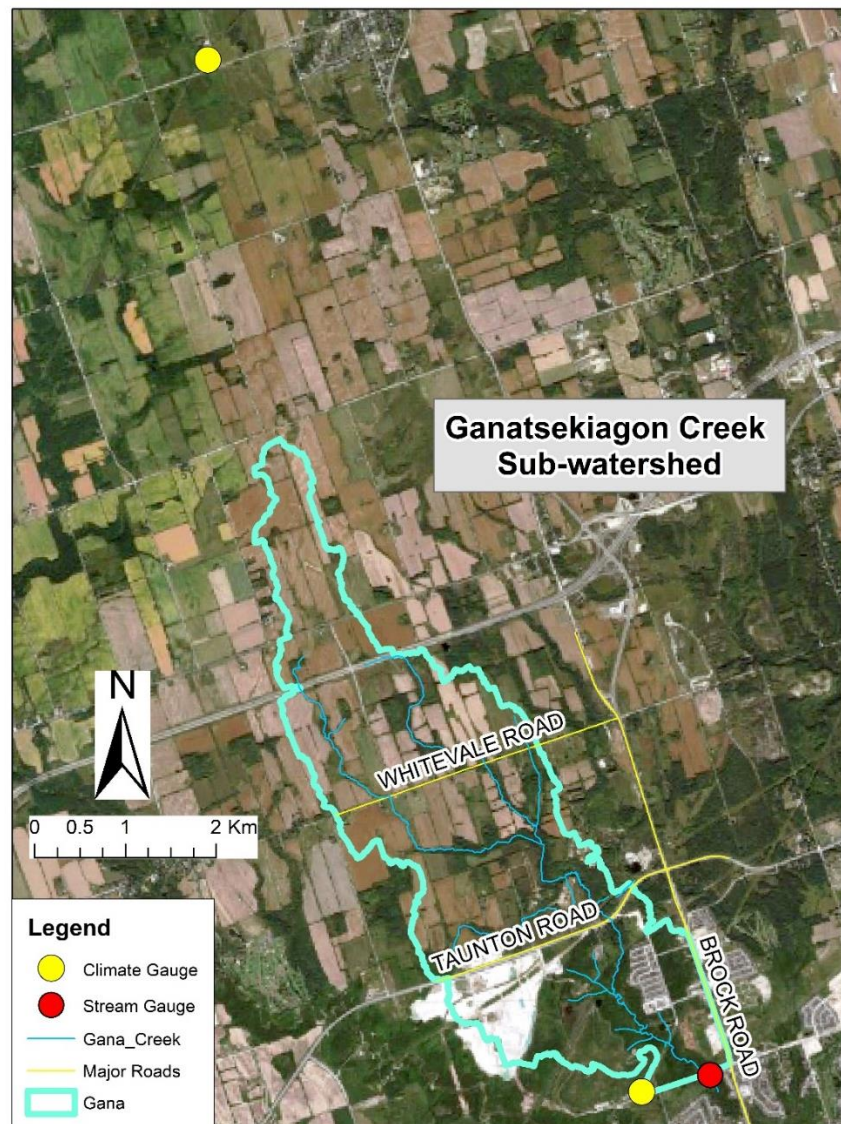 Ganatsekiagon Creek
Sub-watershed
N
WHITEVALE ROAD
0 0.5 1 2 Km
TAUNTON ROAD
BROCK ROAD
Legend
Climate Gauge
Stream Gauge
Gana_Creek
Major Roads
Gana